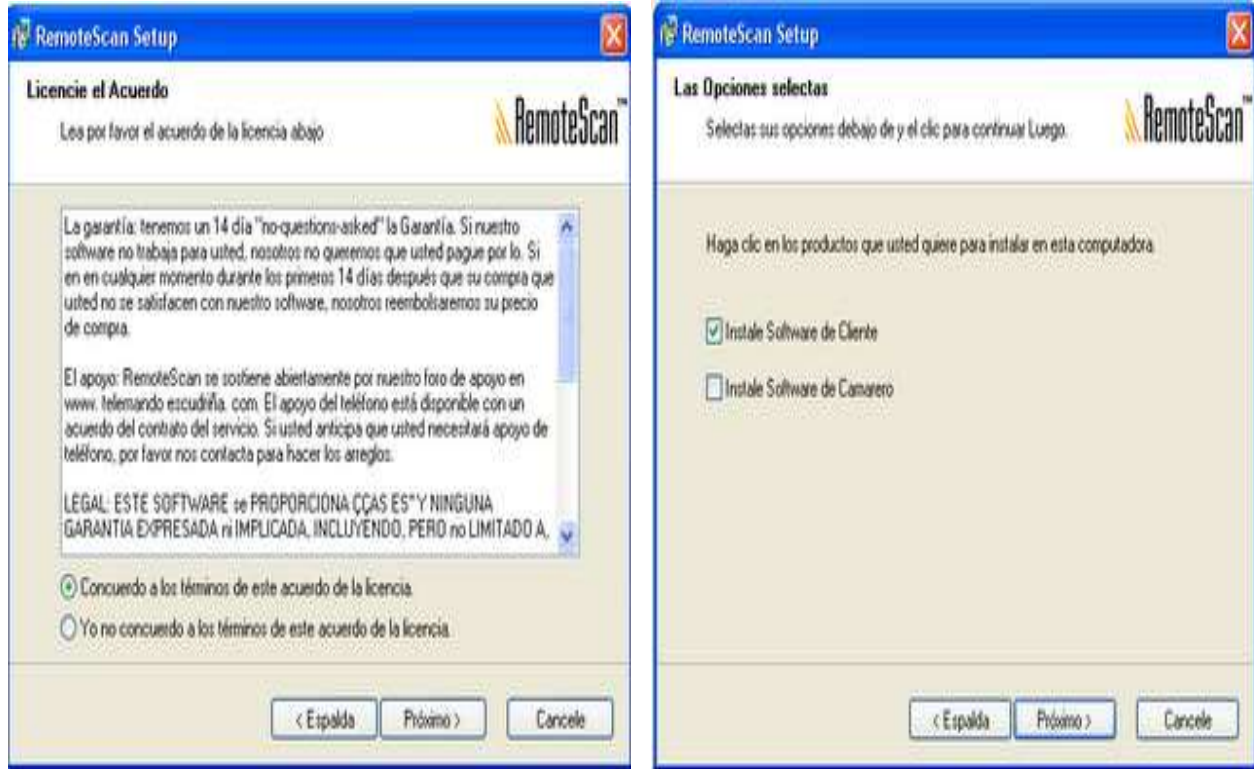 RemoteScan Setup
Licencie el Acuerdo
Lea por favor el acuerdo de la licencia abajo
RemoteScan™
La garantía: tenemos un 14 día "no-questions-asked" la Garantía. Si nuestro
software no trabaja para usted, nosotros no queremos que usted pague por lo. Si
en en cualquier momento durante los primeros 14 días después que su compra que
usted no se satisfacen con nuestro software, nosotros reembolsaremos su precio
de compra.
El apoyo: RemoteScan se sostiene abiertamente por nuestro foro de apoyo en
www. telemando escudriña. com. El apoyo del teléfono está disponible con un
acuerdo del contrato del servicio. Si usted anticipa que usted necesitará apoyo de
teléfono, por favor nos contacta para hacer los arreglos.
LEGAL: ESTE SOFTWARE se PROPORCIONA ÇÇAS ES" Y NINGUNA
GARANTIA EXPRESADA ni IMPLICADA, INCLUYENDO, PERO no LIMITADO A,
Concuerdo a los términos de este acuerdo de la licencia.
Yo no concuerdo a los términos de este acuerdo de la licencia.
< Espalda
Próximo >
Cancele
RemoteScan Setup
Las Opciones selectas
Selectas sus opciones debajo de y el clic para continuar Luego.
RemoteScan™
Haga clic en los productos que usted quiere para instalar en esta computadora.
Instale Software de Cliente
Instale Software de Camarero
< Espalda
Próximo >
Cancele